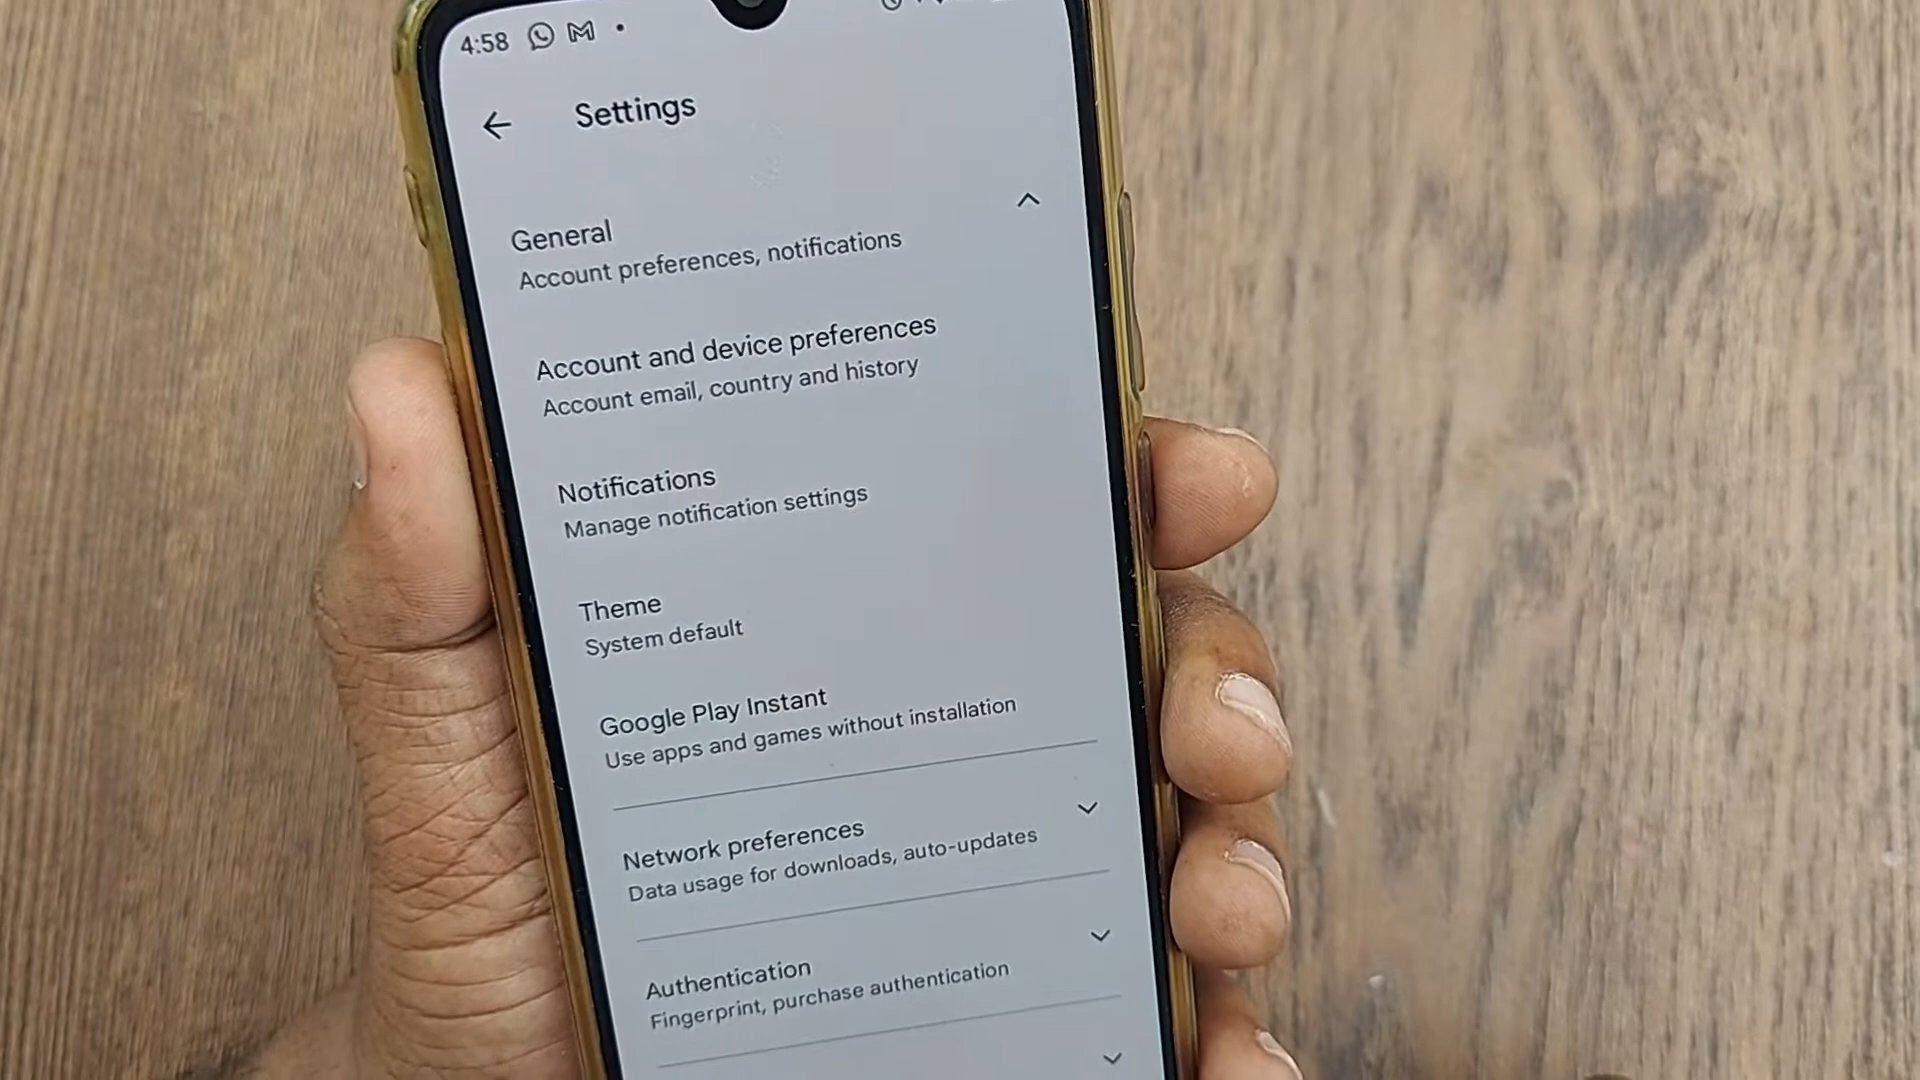 4:58
Settings
General
Account preferences, notifications
Account and device preferences
Account email, country and history
Notifications
Manage notification settings
Theme
System default
Google Play Instant
Use apps and games without installation
Network preferences
Data usage for downloads, auto-updates
Authentication
Fingerprint, purchase authentication